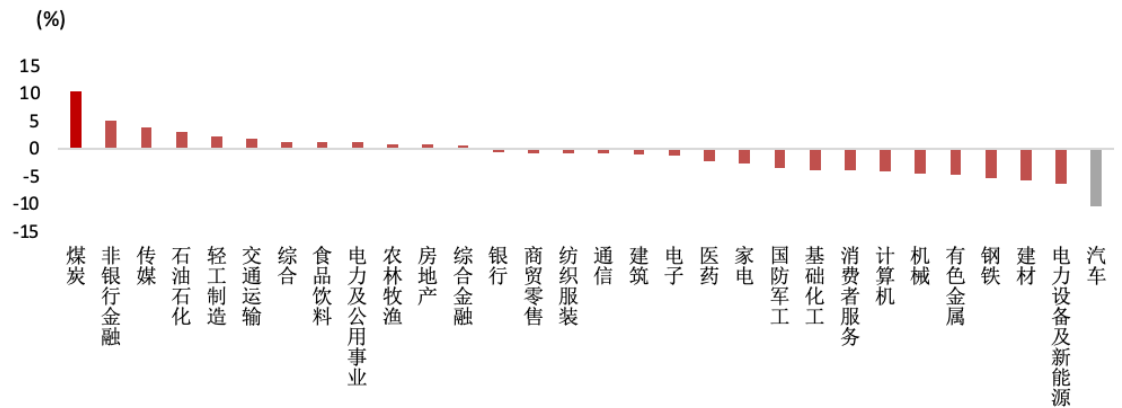 (%)
15
10
5
0
-5
-10
-15
煤炭
非银行金融
传媒
石油石化
轻工制造
交通运输
综合
食品饮料
电力及公用事业
农林牧渔
房地产
综合金融
银行
商贸零售
纺织服装
通信
建筑
电子
医药
家电
国防军工
基础化工
消费者服务
计算机
机械
有色金属
钢铁
建材
电力设备及新能源
汽车